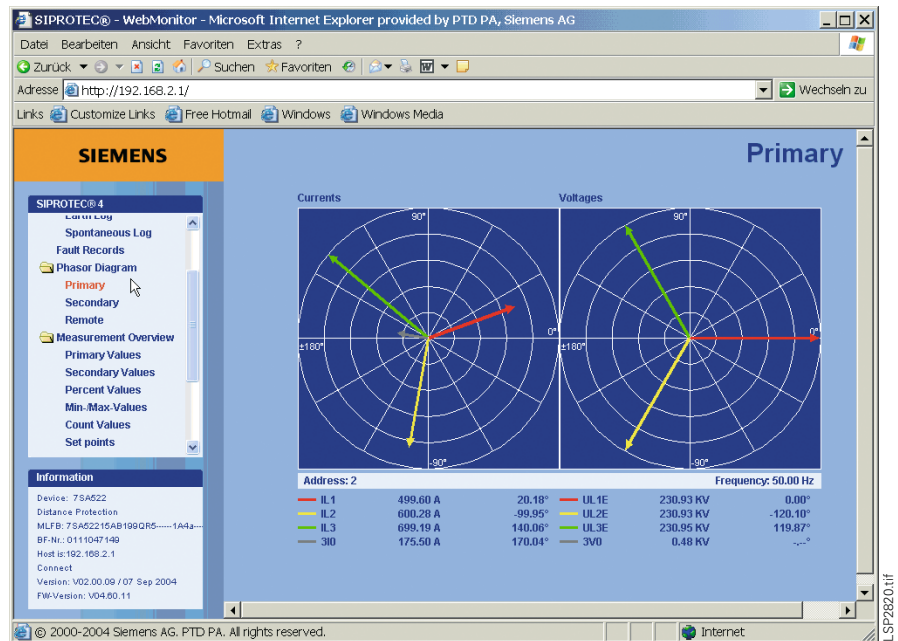 SIPROTEC® - WebMonitor - Microsoft Internet Explorer provided by PTD PA, Siemens AG
Datei Bearbeiten Ansicht Favoriten Extras ?
Zurück Suchen Favoriten
Adresse http://192.168.2.1/ Wechseln zu
Links Customize Links Free Hotmail Windows Windows Media
SIEMENS
Primary
SIPROTEC® 4
Earth Log
Spontaneous Log
Fault Records
Phasor Diagram
Primary
Secondary
Remote
Measurement Overview
Primary Values
Secondary Values
Percent Values
Min-/Max-Values
Count Values
Set points
Information
Device: 7SA522
Distance Protection
MLFB: 7SA52215AB199QR5------1A4a---
BF-Nr.: 0111047149
Host is:192.168.2.1
Connect
Version: V02.00.09 / 07 Sep 2004
FW-Version: V04.60.11
Currents
90°
0°
±180°
-90°
Voltages
90°
0°
±180°
-90°
Address: 2 Frequency: 50.00 Hz
IL1 499.60 A 20.18° UL1E 230.93 KV 0.00°
IL2 600.28 A -99.95° UL2E 230.93 KV -120.10°
IL3 699.19 A 140.06° UL3E 230.95 KV 119.87°
3I0 175.50 A 170.04° 3V0 0.48 KV -,--°
© 2000-2004 Siemens AG. PTD PA. All rights reserved. Internet
LSP2820.tif